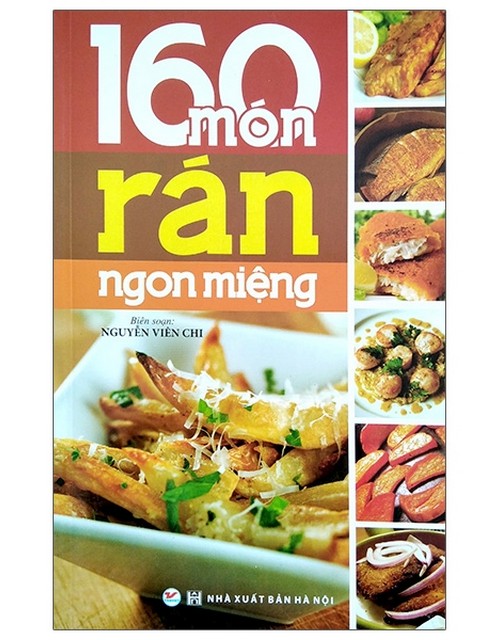 160
món
rán
ngon miệng
Biên soạn:
NGUYỄN VIÊN CHI
NHÀ XUẤT BẢN HÀ NỘI